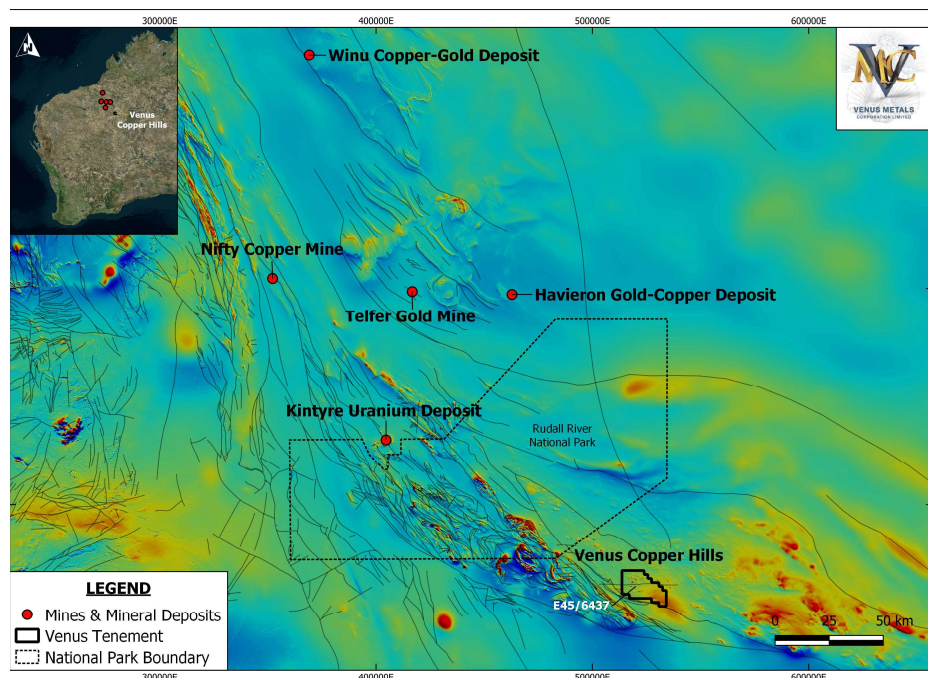 300000E 400000E 500000E 600000E
Winu Copper-Gold Deposit
VMC
VENUS METALS
CORPORATION LIMITED
Venus
Copper Hills
Nifty Copper Mine
Havieron Gold-Copper Deposit
Telfer Gold Mine
Kintyre Uranium Deposit
Rudall River
National Park
Venus Copper Hills
E45/6437
LEGEND
Mines & Mineral Deposits
Venus Tenement
National Park Boundary
0 25 50 km
300000E 400000E 500000E 600000E